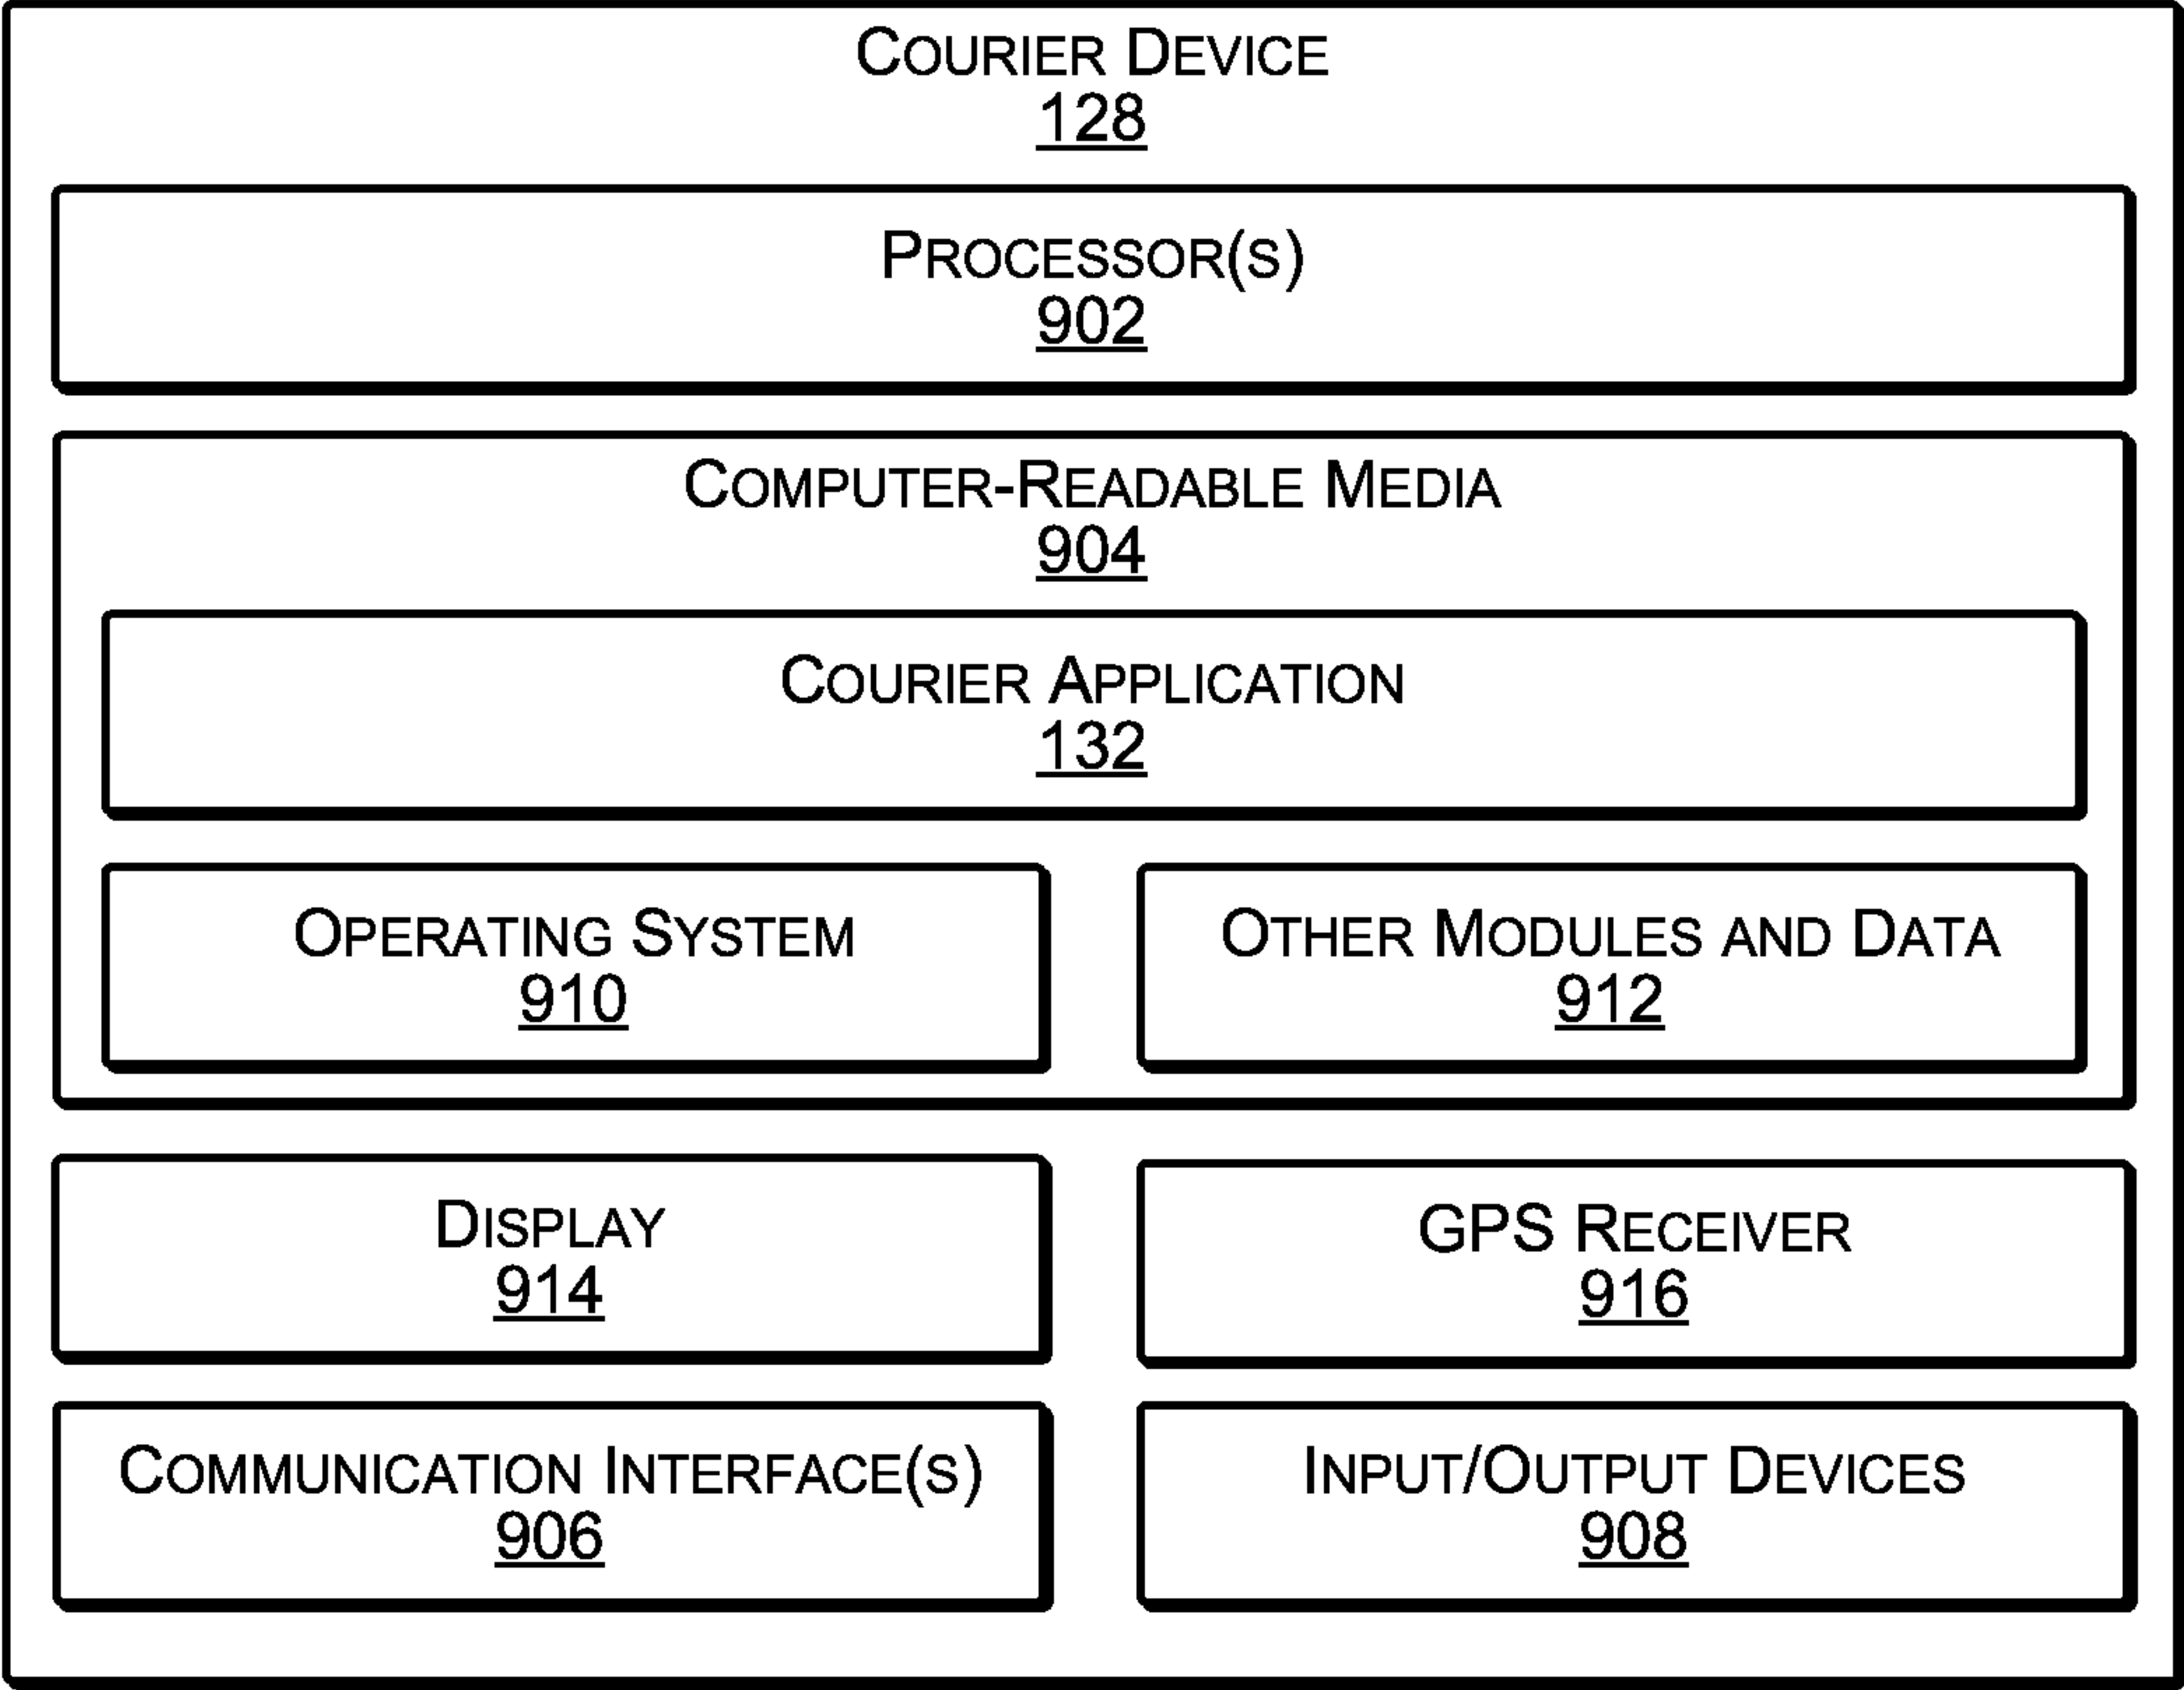 COURIER DEVICE
128
PROCESSOR(S)
902
COMPUTER-READABLE MEDIA
904
COURIER APPLICATION
132
OPERATING SYSTEM
910
OTHER MODULES AND DATA
912
DISPLAY
914
GPS RECEIVER
916
COMMUNICATION INTERFACE(S)
906
INPUT/OUTPUT DEVICES
908